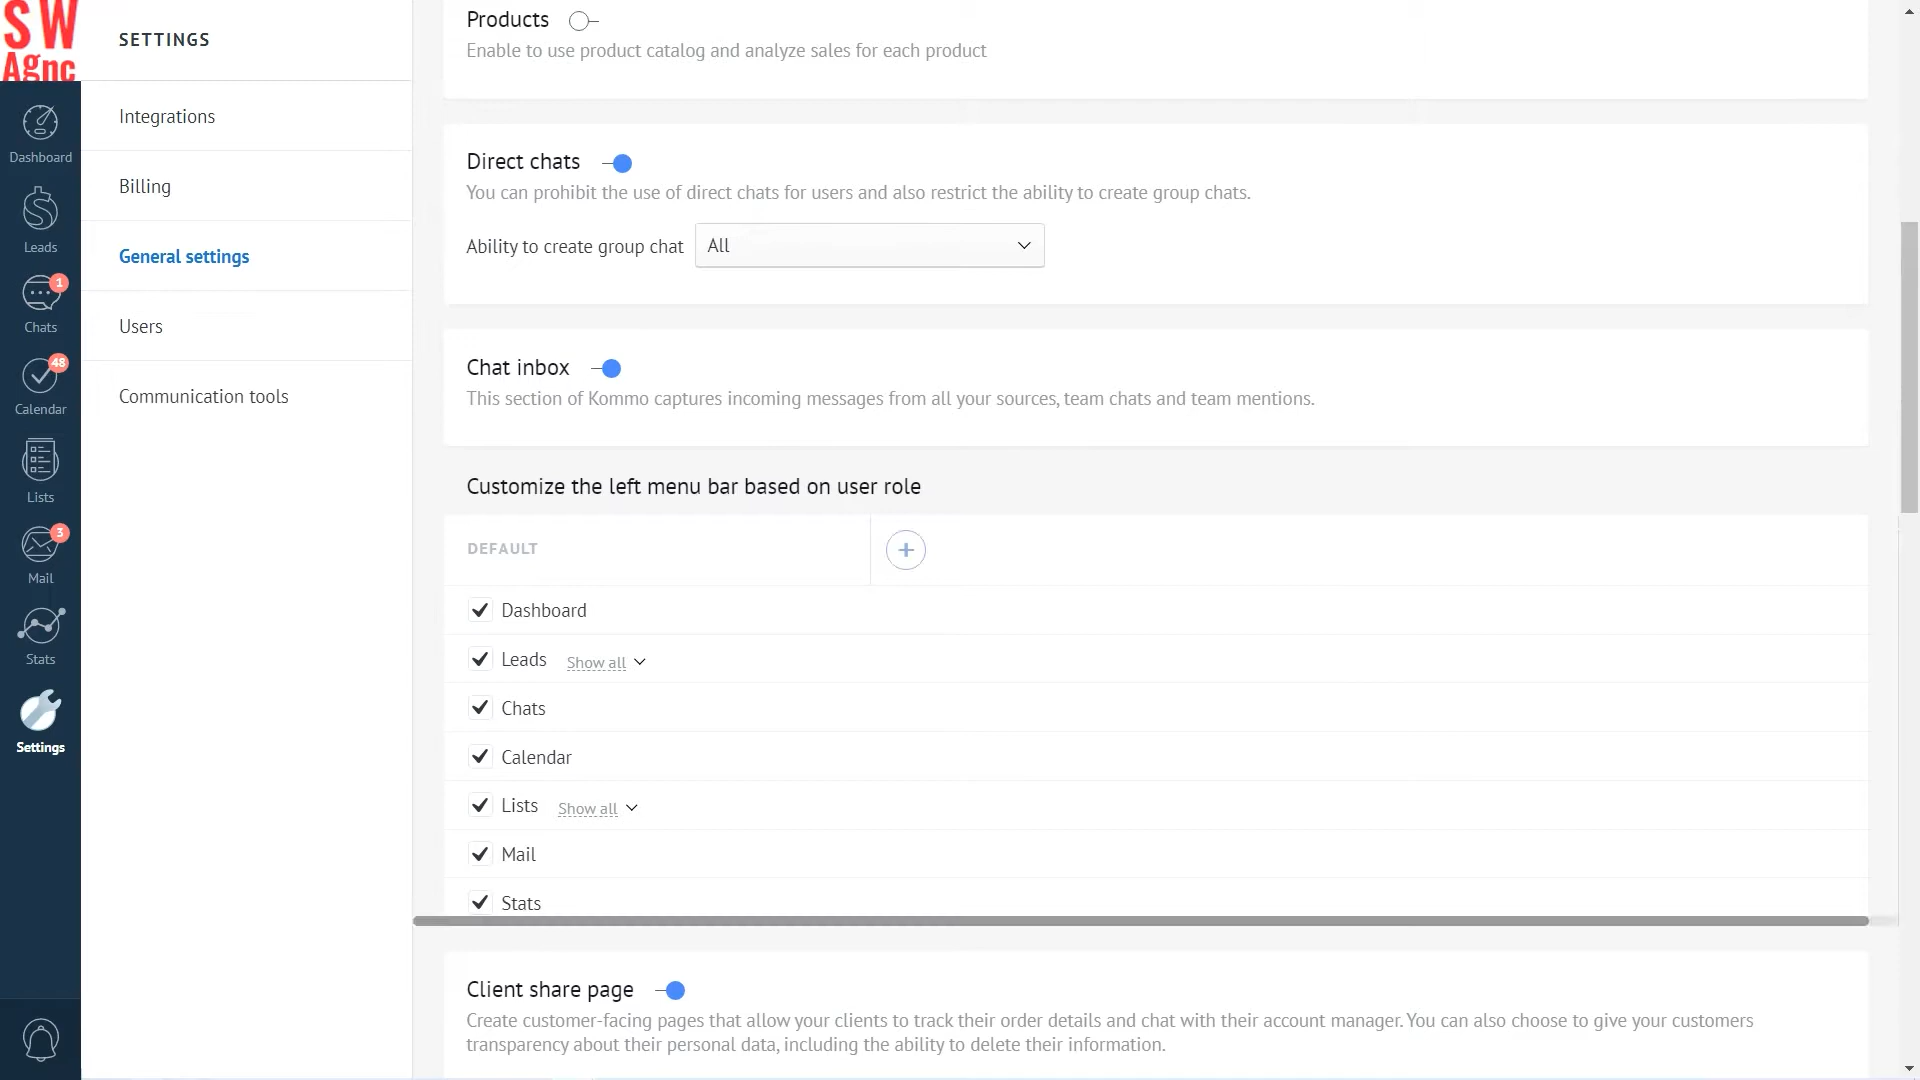 SW
Agnc
Dashboard
Leads
1
Chats
48
Calendar
Lists
3
Mail
Stats
Settings
SETTINGS
Integrations
Billing
General settings
Users
Communication tools
Products
Enable to use product catalog and analyze sales for each product
Direct chats
You can prohibit the use of direct chats for users and also restrict the ability to create group chats.
Ability to create group chat All
Chat inbox
This section of Kommo captures incoming messages from all your sources, team chats and team mentions.
Customize the left menu bar based on user role
DEFAULT
Dashboard
Leads Show all
Chats
Calendar
Lists Show all
Mail
Stats
Client share page
Create customer-facing pages that allow your clients to track their order details and chat with their account manager. You can also choose to give your customers
transparency about their personal data, including the ability to delete their information.